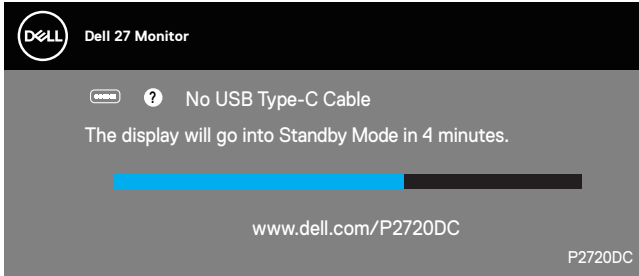 DELL
Dell 27 Monitor
? No USB Type-C Cable
The display will go into Standby Mode in 4 minutes.
www.dell.com/P2720DC
P2720DC